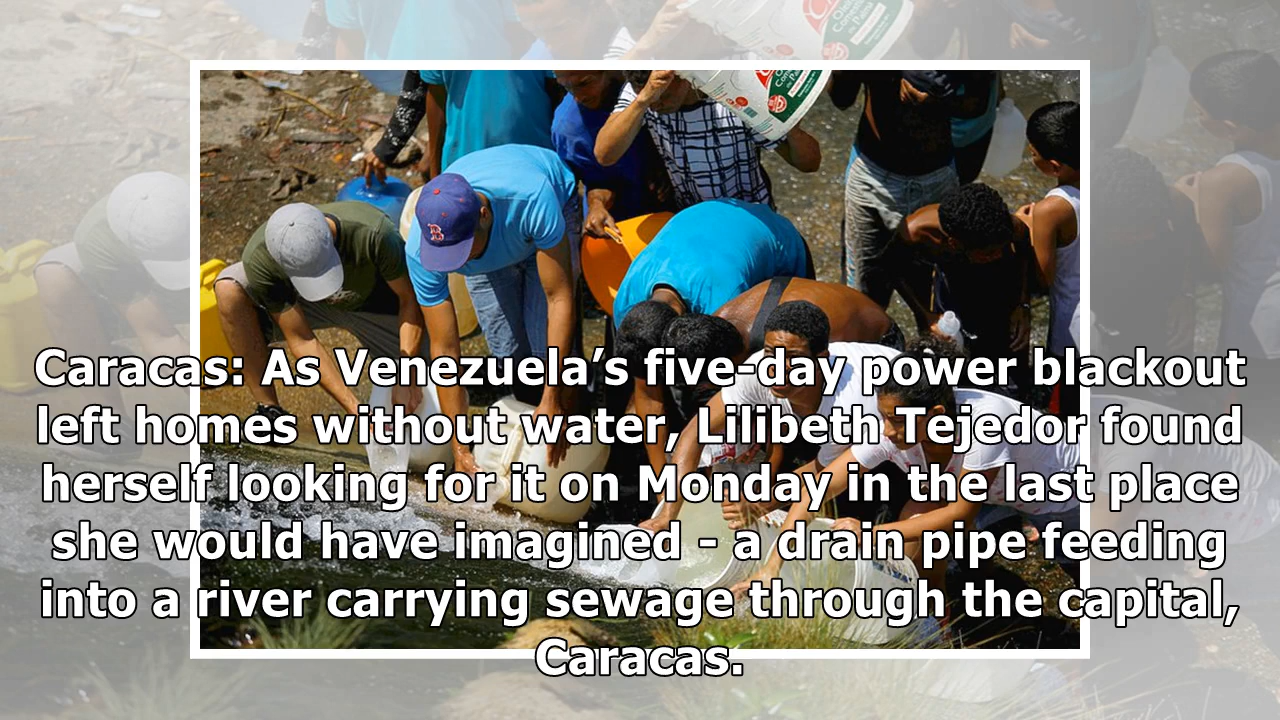 Caracas: As Venezuela’s five-day power blackout
left homes without water, Lilibeth Tejedor found
herself looking for it on Monday in the last place
she would have imagined - a drain pipe feeding
into a river carrying sewage through the capital,
Caracas.